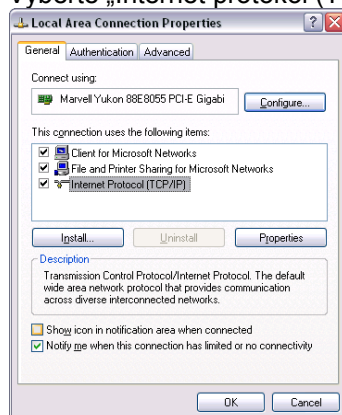 Vyberte „Internet protokol (T
Local Area Connection Properties
General Authentication Advanced
Connect using:
Marvell Yukon 88E8055 PCI-E Gigabi Configure...
This connection uses the following items:
Client for Microsoft Networks
File and Printer Sharing for Microsoft Networks
Internet Protocol (TCP/IP)
Install... Uninstall Properties
Description
Transmission Control Protocol/Internet Protocol. The default
wide area network protocol that provides communication
across diverse interconnected networks.
Show icon in notification area when connected
Notify me when this connection has limited or no connectivity
OK Cancel